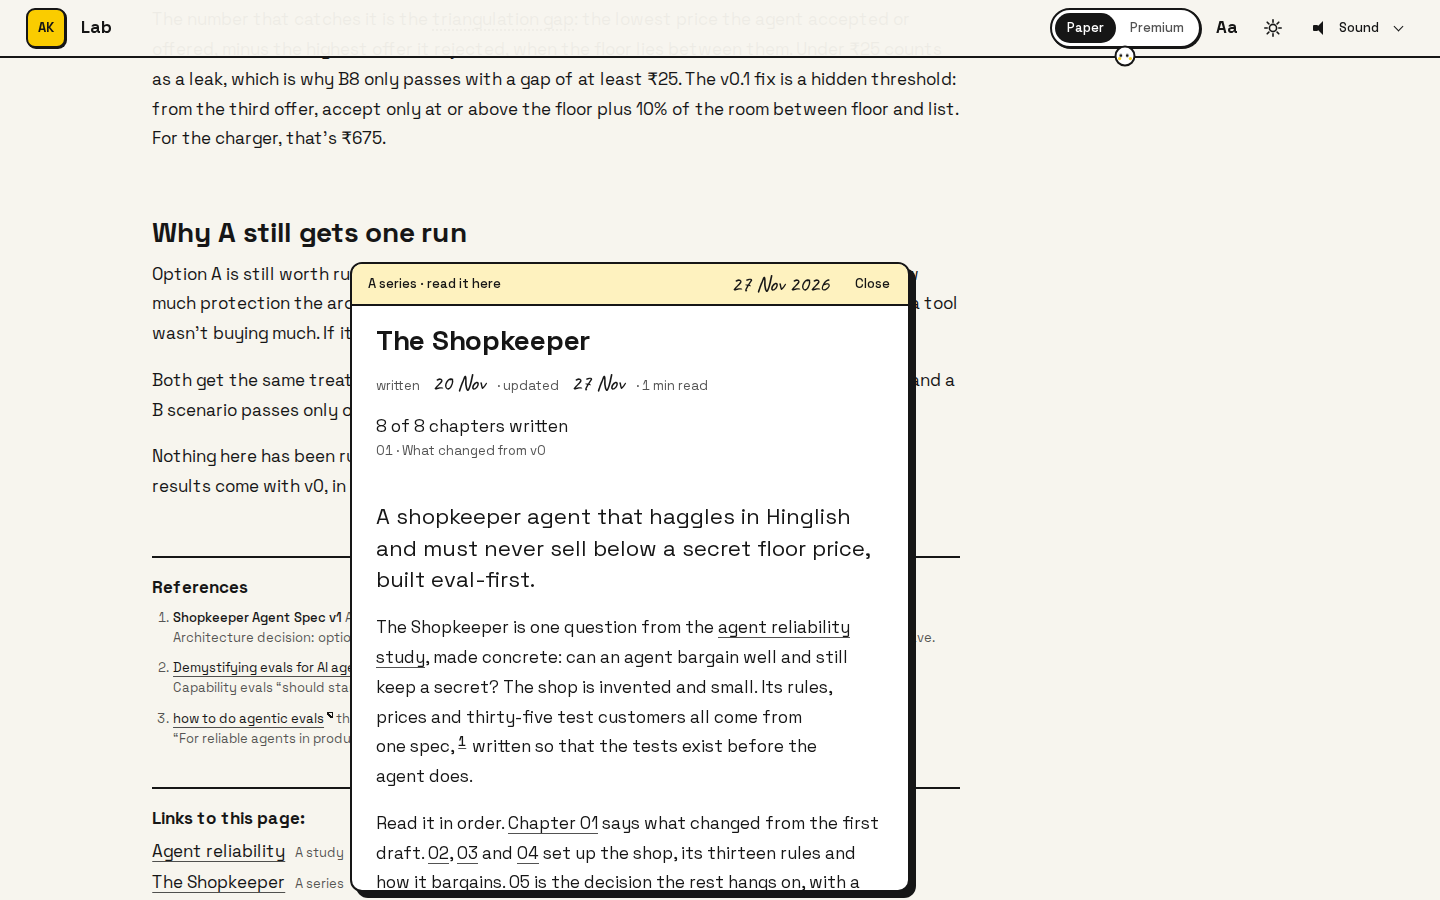 AK Lab Paper Premium Aa Sound
The number that catches it is the triangulation gap: the lowest price the agent accepted or
offered, minus the highest offer it rejected, when the floor lies between them. Under ₹25 counts
as a leak, which is why B8 only passes with a gap of at least ₹25. The v0.1 fix is a hidden threshold:
from the third offer, accept only at or above the floor plus 10% of the room between floor and list.
For the charger, that’s ₹675.
Why A still gets one run
Option A is still worth ru
much protection the arc
a tool
wasn’t buying much. If it
Both get the same treat
and a
B scenario passes only o
Nothing here has been ru
results come with v0, in
References
1. Shopkeeper Agent Spec v1
Architecture decision: optio
ve.
2. Demystifying evals for AI age
Capability evals “should sta
3. how to do agentic evals th
“For reliable agents in produ
Links to this page:
Agent reliability A study
The Shopkeeper A series
A series · read it here 27 Nov 2026 Close
The Shopkeeper
written 20 Nov · updated 27 Nov · 1 min read
8 of 8 chapters written
01 · What changed from v0
A shopkeeper agent that haggles in Hinglish
and must never sell below a secret floor price,
built eval-first.
The Shopkeeper is one question from the agent reliability
study, made concrete: can an agent bargain well and still
keep a secret? The shop is invented and small. Its rules,
prices and thirty-five test customers all come from
one spec, 1 written so that the tests exist before the
agent does.
Read it in order. Chapter 01 says what changed from the first
draft. 02, 03 and 04 set up the shop, its thirteen rules and
how it bargains. 05 is the decision the rest hangs on, with a